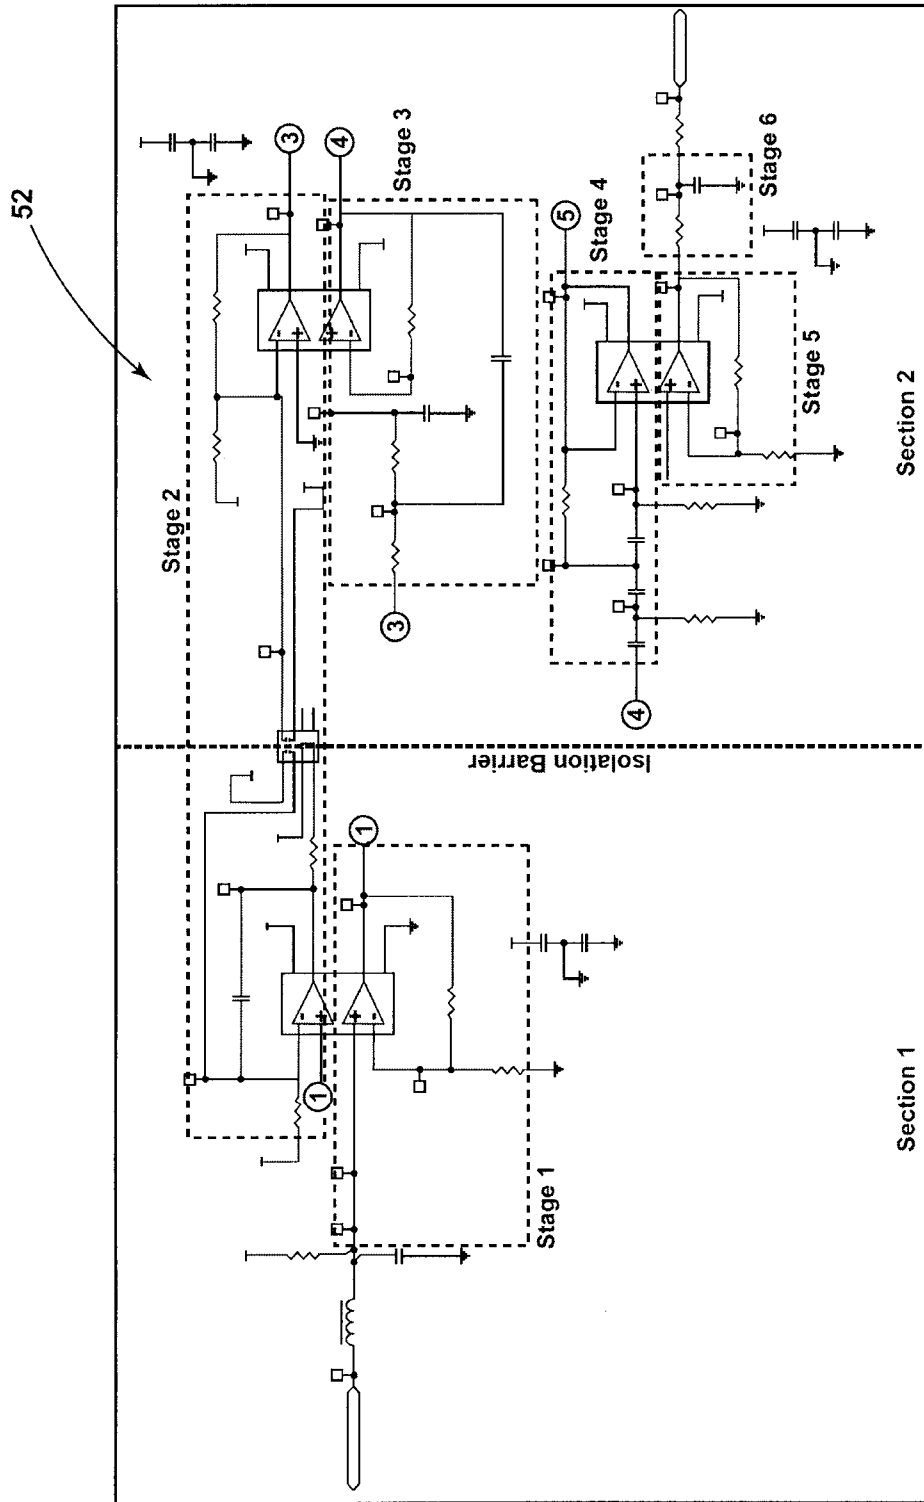 52
Stage 2
3
4
Stage 3
3
5
Stage 4
4
Stage 6
Stage 5
Section 2
Isolation Barrier
1
1
Stage 1
Section 1